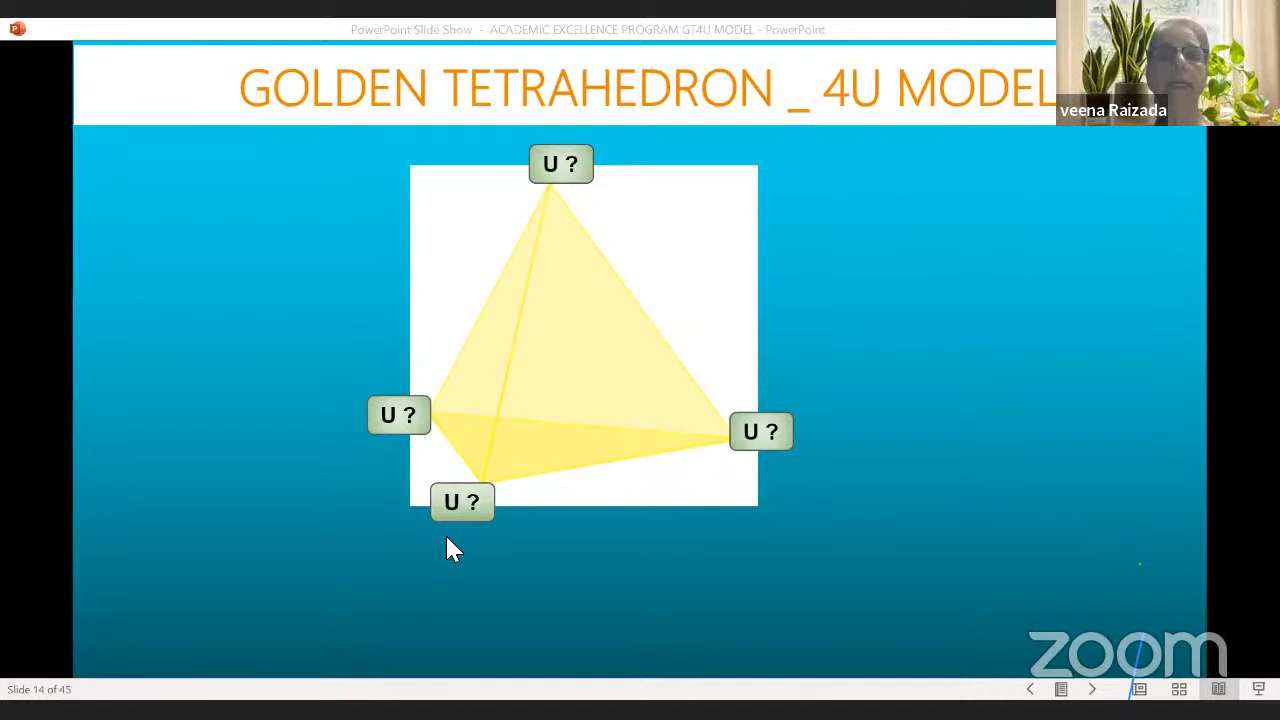 PowerPoint Slide Show - ACADEMIC EXCELLENCE PROGRAM GT4U MODEL - PowerPoint
GOLDEN TETRAHEDRON _ 4U MODEL
veena Raizada
U ?
U ?
U ?
U ?
zoom
Slide 14 of 45